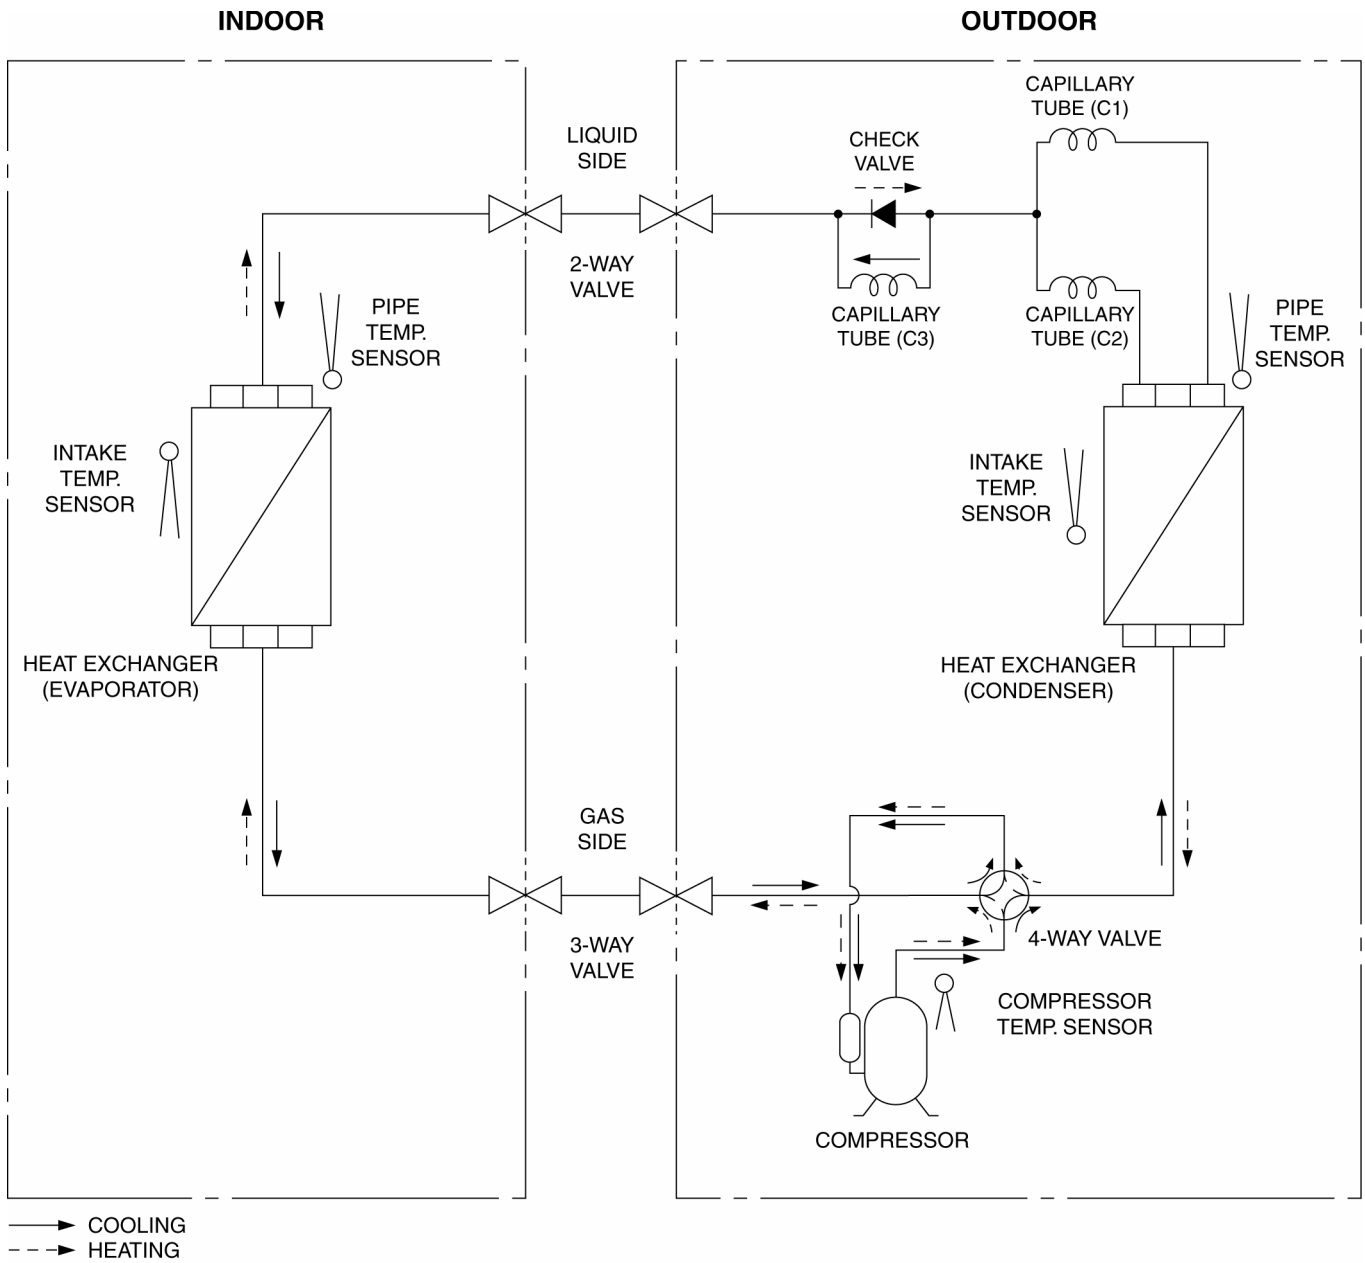 INDOOR
OUTDOOR
CAPILLARY
TUBE (C1)
LIQUID
SIDE
CHECK
VALVE
2-WAY
VALVE
PIPE
TEMP.
SENSOR
CAPILLARY
TUBE (C3)
CAPILLARY
TUBE (C2)
PIPE
TEMP.
SENSOR
INTAKE
TEMP.
SENSOR
INTAKE
TEMP.
SENSOR
HEAT EXCHANGER
(EVAPORATOR)
HEAT EXCHANGER
(CONDENSER)
GAS
SIDE
3-WAY
VALVE
4-WAY VALVE
COMPRESSOR
TEMP. SENSOR
COMPRESSOR
COOLING
HEATING